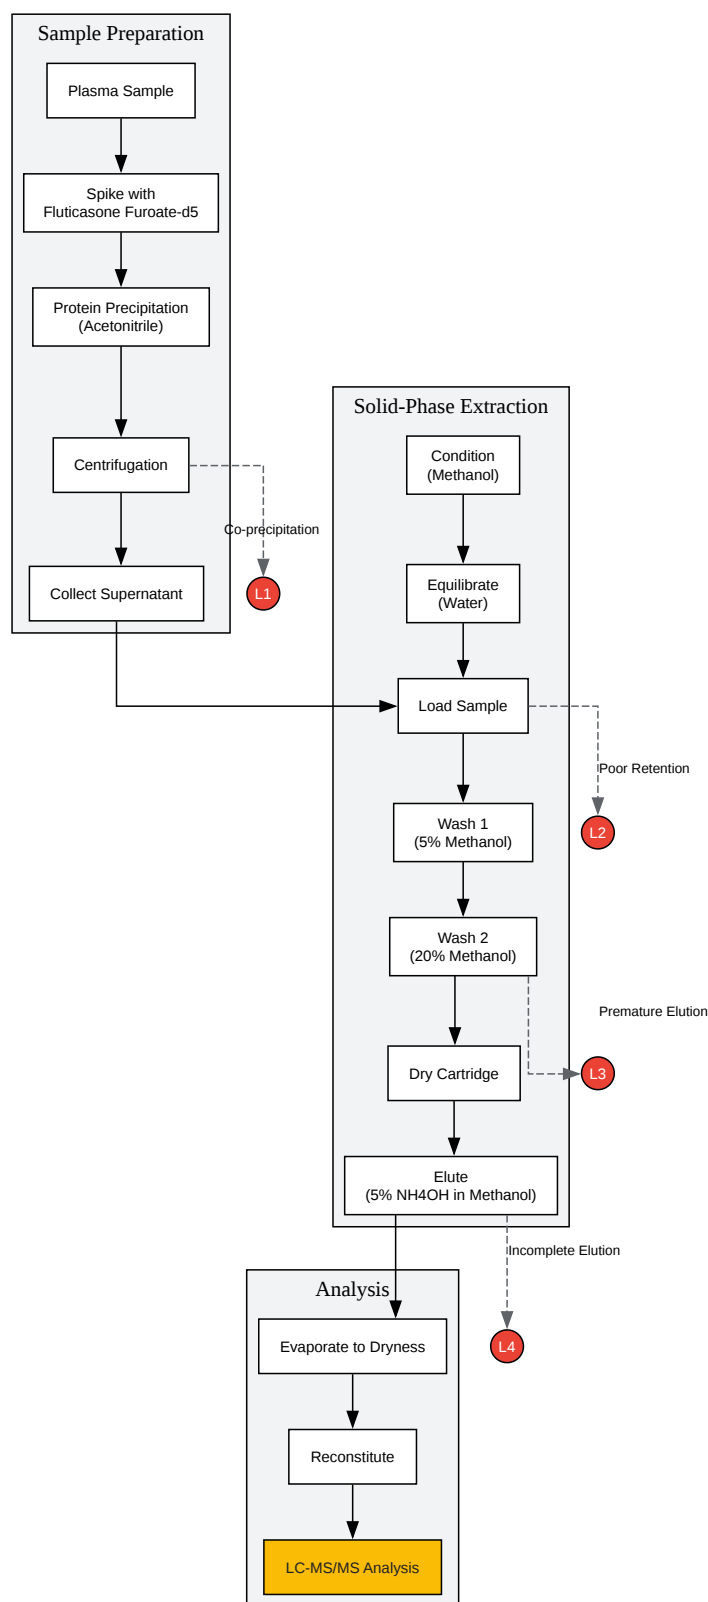 Sample Preparation
Plasma Sample
Spike with
Fluticasone Furoate-d5
Protein Precipitation
(Acetonitrile)
Centrifugation
Co-precipitation
Collect Supernatant
L1
Solid-Phase Extraction
Condition
(Methanol)
Equilibrate
(Water)
Load Sample
Poor Retention
L2
Wash 1
(5% Methanol)
Wash 2
(20% Methanol)
Premature Elution
L3
Dry Cartridge
Elute
(5% NH4OH in Methanol)
Incomplete Elution
L4
Analysis
Evaporate to Dryness
Reconstitute
LC-MS/MS Analysis